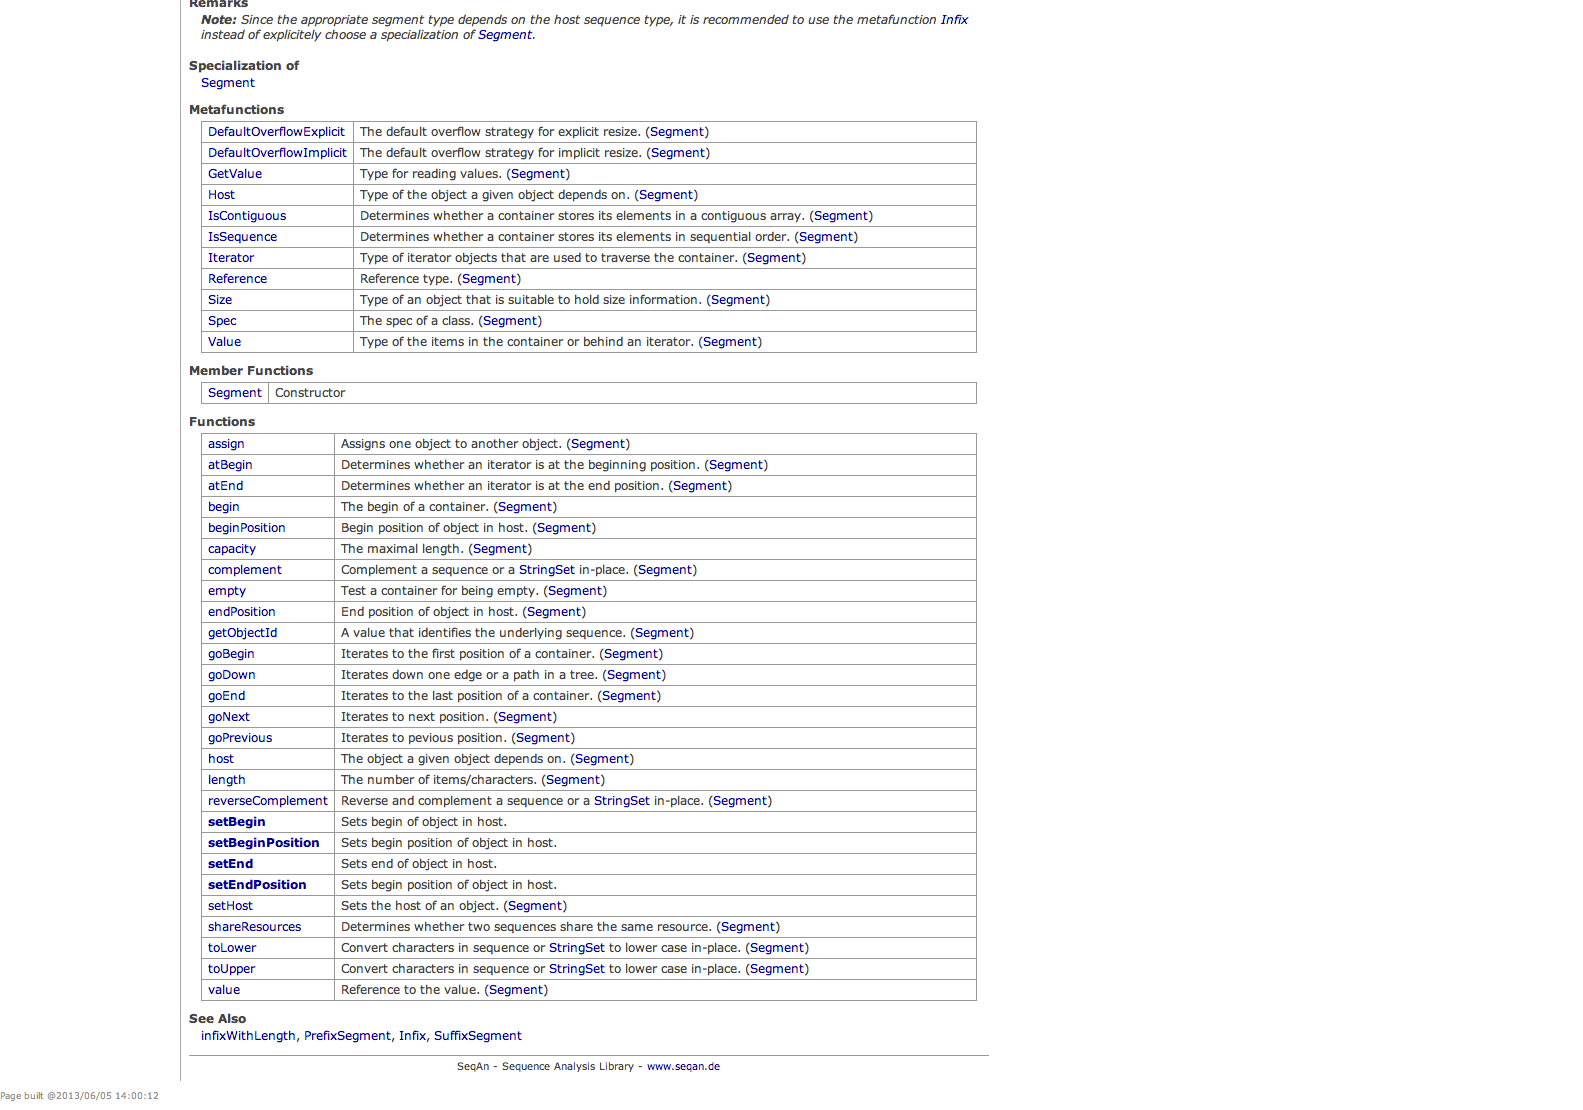 Remarks
Note: Since the appropriate segment type depends on the host sequence type, it is recommended to use the metafunction Infix
instead of explicitely choose a specialization of Segment.
Specialization of
Segment
Metafunctions
DefaultOverflowExplicit The default overflow strategy for explicit resize. (Segment)
DefaultOverflowImplicit The default overflow strategy for implicit resize. (Segment)
GetValue Type for reading values. (Segment)
Host Type of the object a given object depends on. (Segment)
IsContiguous Determines whether a container stores its elements in a contiguous array. (Segment)
IsSequence Determines whether a container stores its elements in sequential order. (Segment)
Iterator Type of iterator objects that are used to traverse the container. (Segment)
Reference Reference type. (Segment)
Size Type of an object that is suitable to hold size information. (Segment)
Spec The spec of a class. (Segment)
Value Type of the items in the container or behind an iterator. (Segment)
Member Functions
Segment Constructor
Functions
assign Assigns one object to another object. (Segment)
atBegin Determines whether an iterator is at the beginning position. (Segment)
atEnd Determines whether an iterator is at the end position. (Segment)
begin The begin of a container. (Segment)
beginPosition Begin position of object in host. (Segment)
capacity The maximal length. (Segment)
complement Complement a sequence or a StringSet in-place. (Segment)
empty Test a container for being empty. (Segment)
endPosition End position of object in host. (Segment)
getObjectId A value that identifies the underlying sequence. (Segment)
goBegin Iterates to the first position of a container. (Segment)
goDown Iterates down one edge or a path in a tree. (Segment)
goEnd Iterates to the last position of a container. (Segment)
goNext Iterates to next position. (Segment)
goPrevious Iterates to pevious position. (Segment)
host The object a given object depends on. (Segment)
length The number of items/characters. (Segment)
reverseComplement Reverse and complement a sequence or a StringSet in-place. (Segment)
setBegin Sets begin of object in host.
setBeginPosition Sets begin position of object in host.
setEnd Sets end of object in host.
setEndPosition Sets begin position of object in host.
setHost Sets the host of an object. (Segment)
shareResources Determines whether two sequences share the same resource. (Segment)
toLower Convert characters in sequence or StringSet to lower case in-place. (Segment)
toUpper Convert characters in sequence or StringSet to lower case in-place. (Segment)
value Reference to the value. (Segment)
See Also
infixWithLength, PrefixSegment, Infix, SuffixSegment
SeqAn - Sequence Analysis Library - www.seqan.de
Page built @2013/06/05 14:00:12